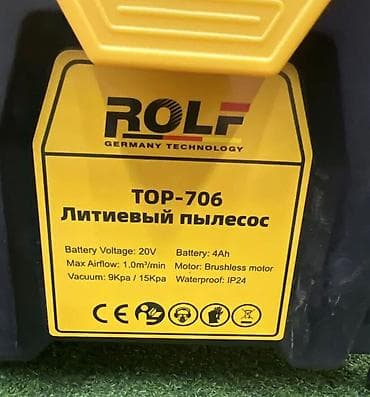 ROLF
GERMANY TECHNOLOGY
TOP-706
Литиевый пылесос
Battery Voltage: 20V
Battery: 4Ah
Max Airflow: 1.0m³/min
Motor: Brushless motor
Vacuum: 9Kpa / 15Kpa
Waterproof: IP24
CE